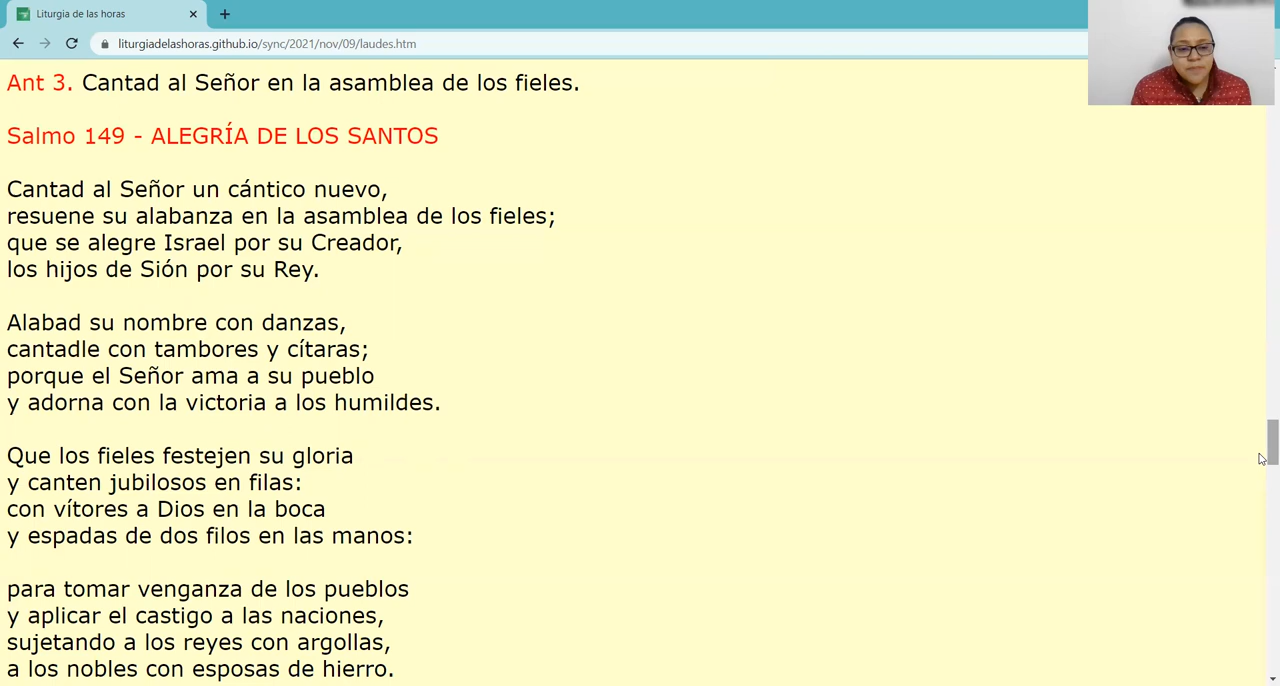 Liturgia de las horas
liturgiadelashoras.github.io/sync/2021/nov/09/laudes.htm
Ant 3. Cantad al Señor en la asamblea de los fieles.
Salmo 149 - ALEGRÍA DE LOS SANTOS
Cantad al Señor un cántico nuevo,
resuene su alabanza en la asamblea de los fieles;
que se alegre Israel por su Creador,
los hijos de Sión por su Rey.
Alabad su nombre con danzas,
cantadle con tambores y cítaras;
porque el Señor ama a su pueblo
y adorna con la victoria a los humildes.
Que los fieles festejen su gloria
y canten jubilosos en filas:
con vítores a Dios en la boca
y espadas de dos filos en las manos:
para tomar venganza de los pueblos
y aplicar el castigo a las naciones,
sujetando a los reyes con argollas,
a los nobles con esposas de hierro.